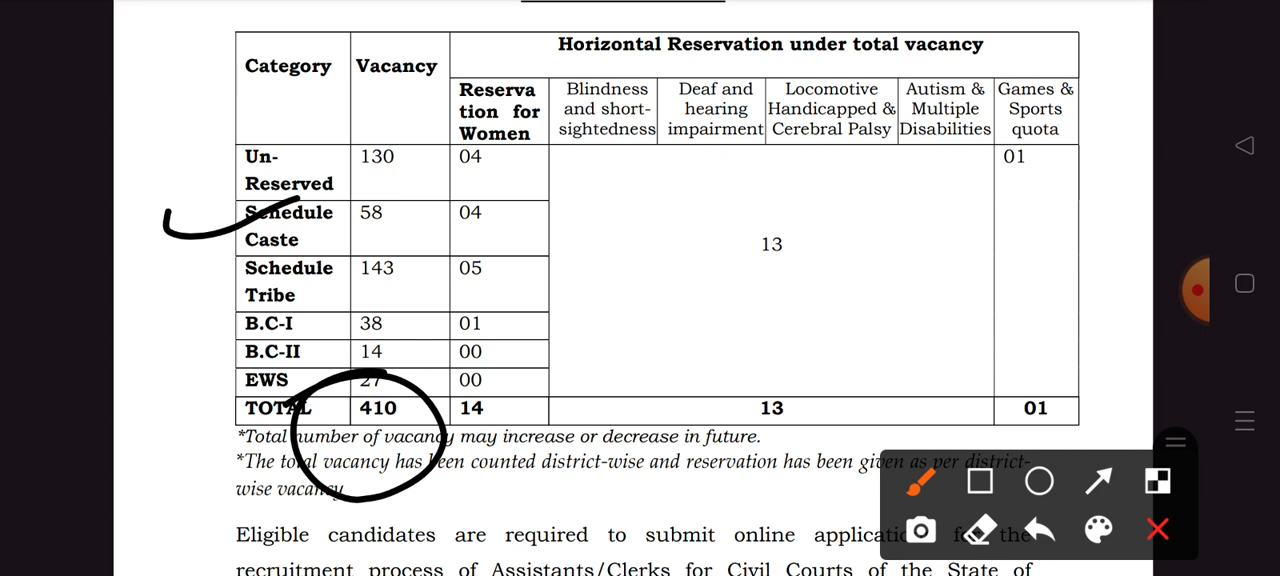 Horizontal Reservation under total vacancy
Category Vacancy
Reserva Blindness Deaf and Locomotive Autism & Games &
tion for and short- hearing Handicapped & Multiple Sports
Women sightedness impairment Cerebral Palsy Disabilities quota
Un- 130 04 01
Reserved
Schedule 58 04
Caste 13
Schedule 143 05
Tribe
B.C-I 38 01
B.C-II 14 00
EWS 27 00
TOTAL 410 14 13 01
*Total number of vacancy may increase or decrease in future.
*The total vacancy has been counted district-wise and reservation has been given as per district-
wise vacancy
Eligible candidates are required to submit online the
recruitment process of Assistants/Clerks for Civil Courts of the State of